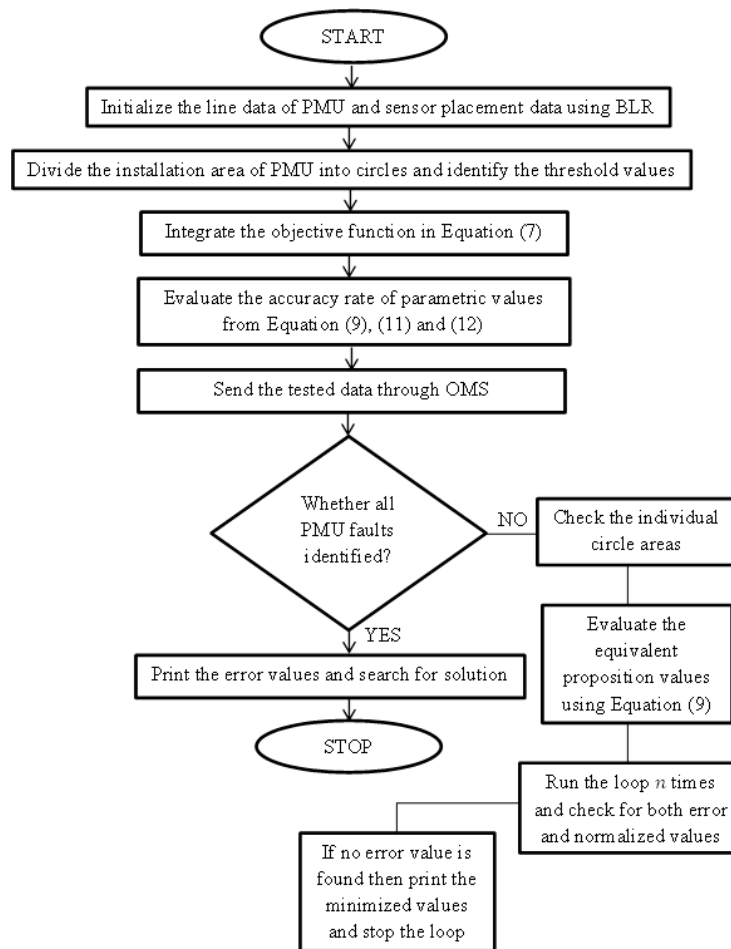 START
Initialize the line data of PMU and sensor placement data using BLR
Divide the installation area of PMU into circles and identify the threshold values
Integrate the objective function in Equation (7)
Evaluate the accuracy rate of parametric values
from Equation (9), (11) and (12)
Send the tested data through OMS
Whether all
PMU faults
identified?
NO
Check the individual
circle areas
YES
Evaluate the
equivalent
proposition values
using Equation (9)
Print the error values and search for solution
STOP
Run the loop n times
and check for both error
and normalized values
If no error value is
found then print the
minimized values
and stop the loop